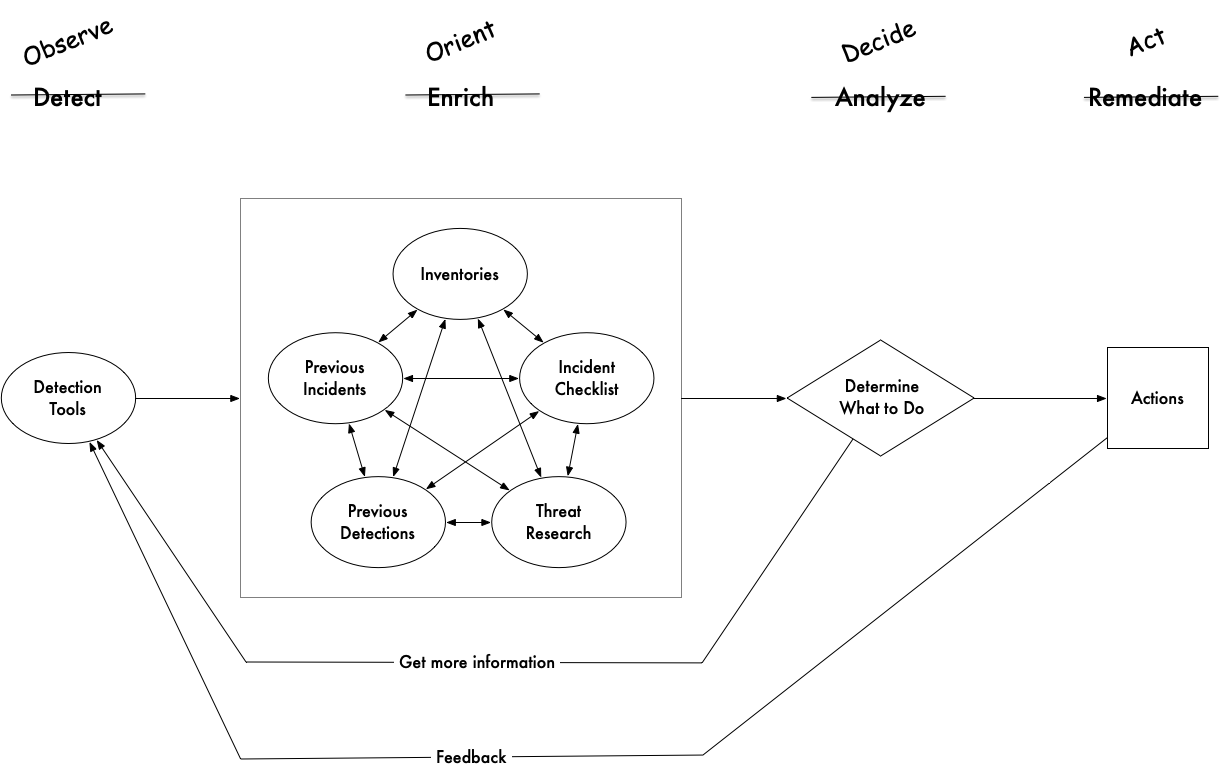 Observe
Orient
Decide
Act
Detect
Enrich
Analyze
Remediate
Inventories
Previous
Incidents
Incident
Checklist
Detection
Tools
Determine
What to Do
Actions
Previous
Detections
Threat
Research
Get more information
Feedback